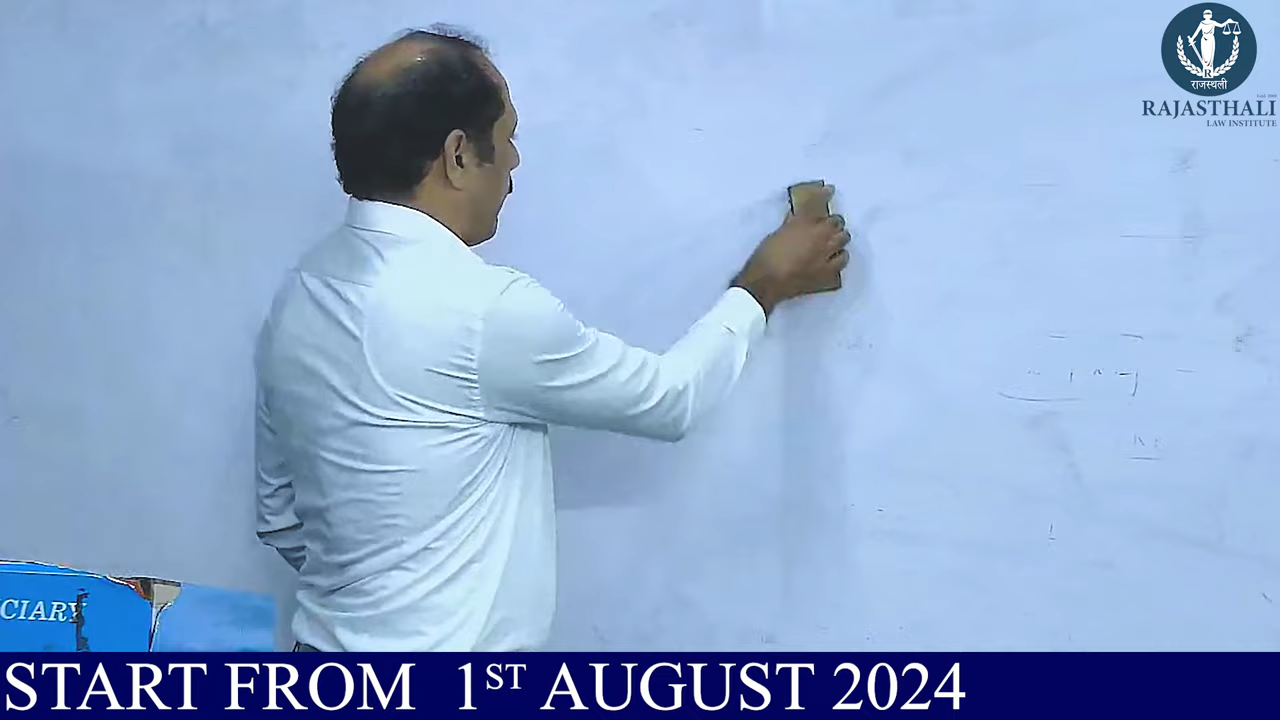 राजस्थली
RAJASTHALI
LAW INSTITUTE
CIARY
START FROM 1ST AUGUST 2024